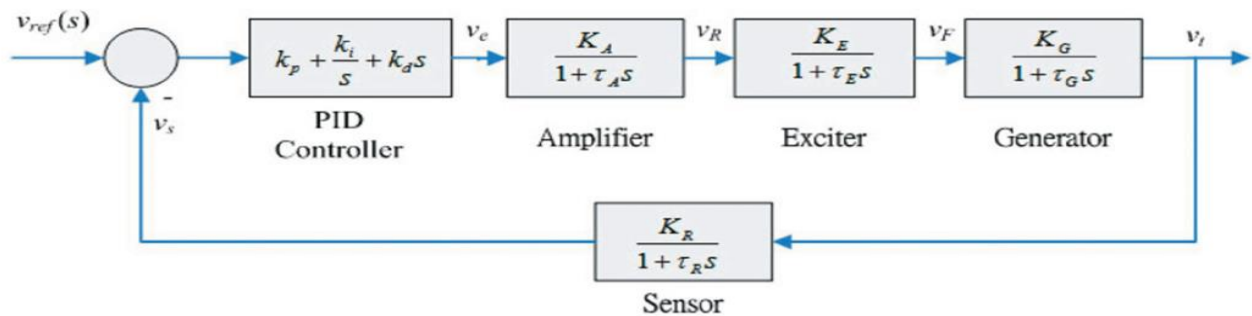 v_ref(s)
k_p + k_i/s + k_d s
v_e
K_A
1 + τ_A s
v_R
K_E
1 + τ_E s
v_F
K_G
1 + τ_G s
v_t
-
v_s
PID
Controller
Amplifier
Exciter
Generator
K_R
1 + τ_R s
Sensor